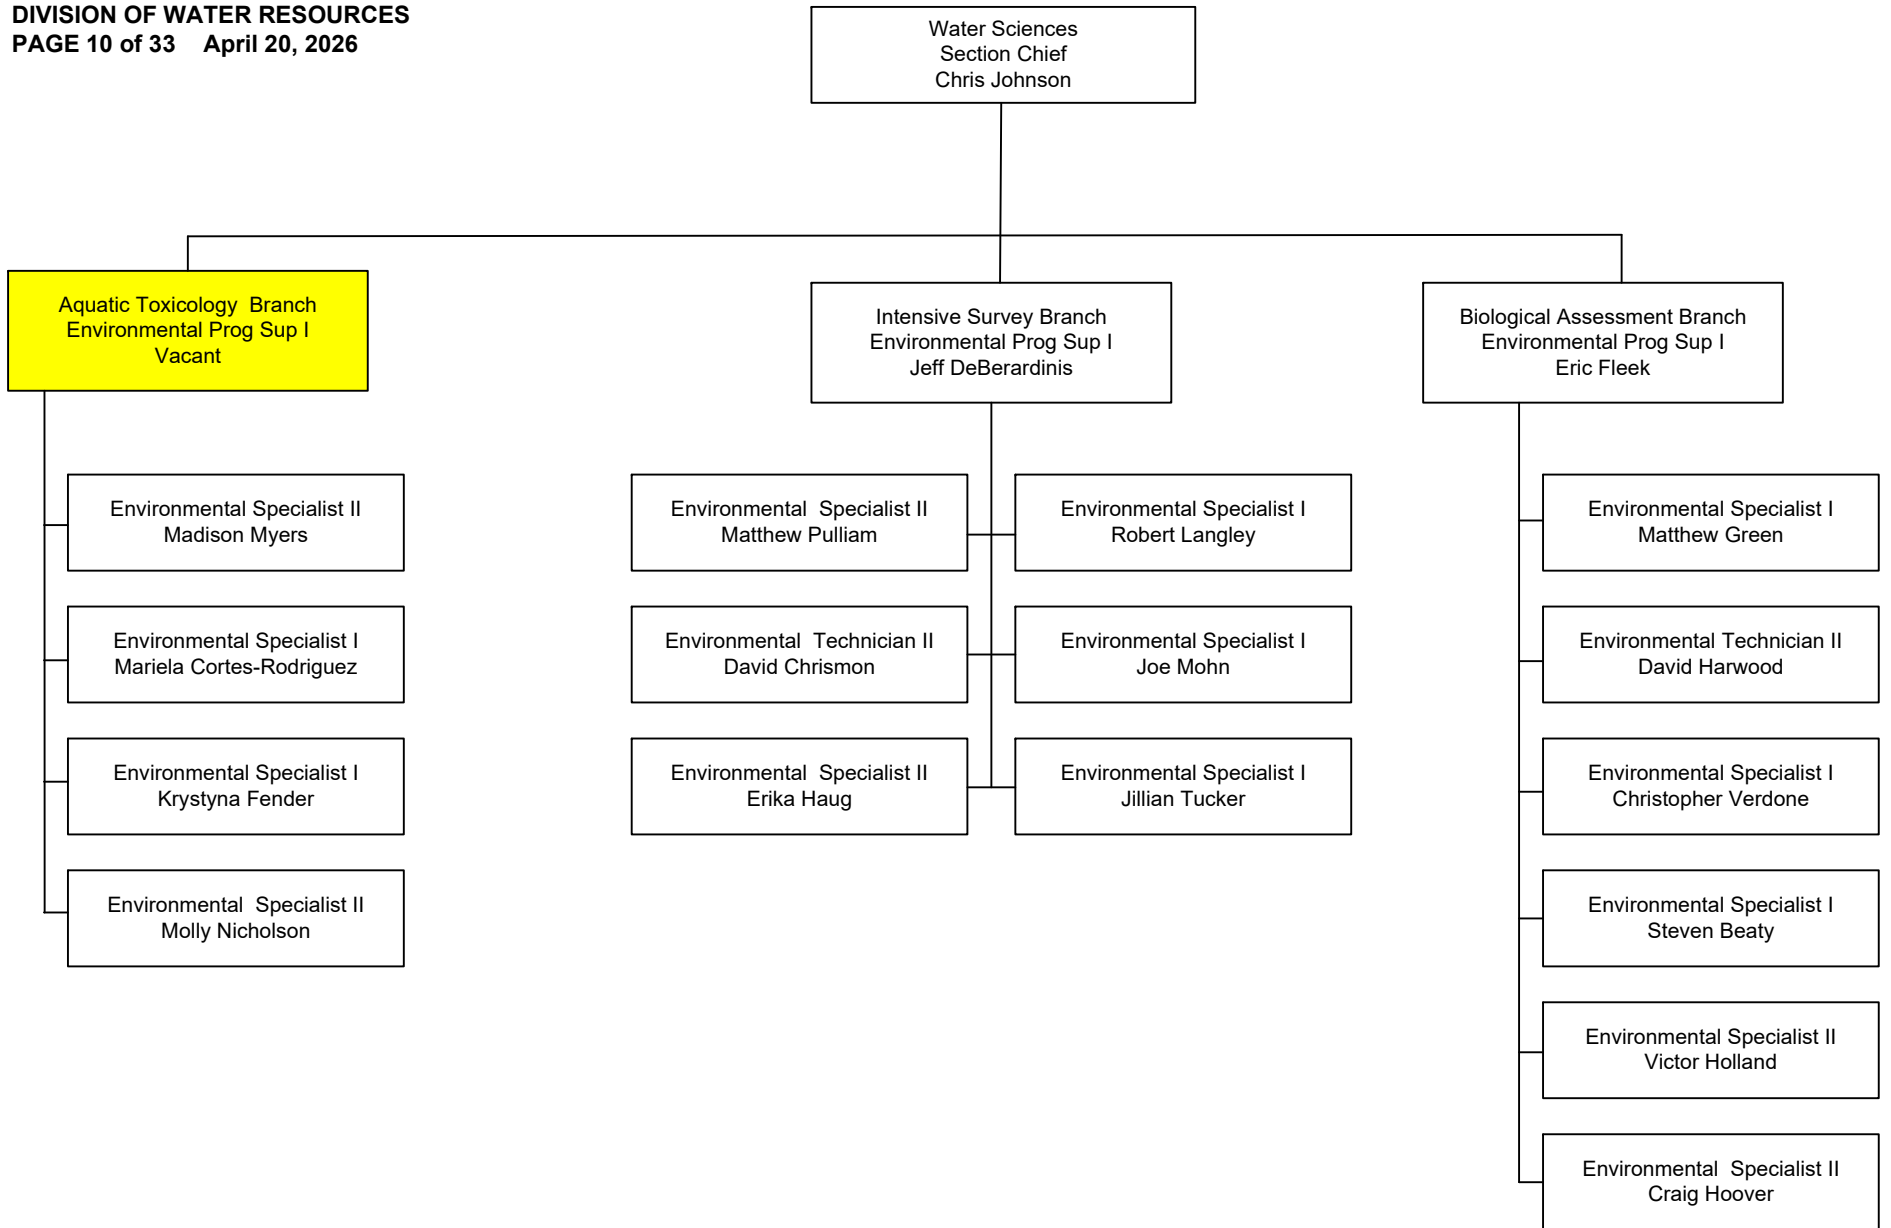 DIVISION OF WATER RESOURCES
PAGE 10 of 33    April 20, 2026
Water Sciences
Section Chief
Chris Johnson
Aquatic Toxicology  Branch
Environmental Prog Sup I
Vacant
Intensive Survey Branch
Environmental Prog Sup I
Jeff DeBerardinis
Biological Assessment Branch
Environmental Prog Sup I
Eric Fleek
Environmental Specialist II
Madison Myers
Environmental Specialist I
Mariela Cortes-Rodriguez
Environmental Specialist I
Krystyna Fender
Environmental  Specialist II
Molly Nicholson
Environmental  Specialist II
Matthew Pulliam
Environmental  Technician II
David Chrismon
Environmental  Specialist II
Erika Haug
Environmental Specialist I
Robert Langley
Environmental Specialist I
Joe Mohn
Environmental Specialist I
Jillian Tucker
Environmental Specialist I
Matthew Green
Environmental Technician II
David Harwood
Environmental Specialist I
Christopher Verdone
Environmental Specialist I
Steven Beaty
Environmental Specialist II
Victor Holland
Environmental  Specialist II
Craig Hoover